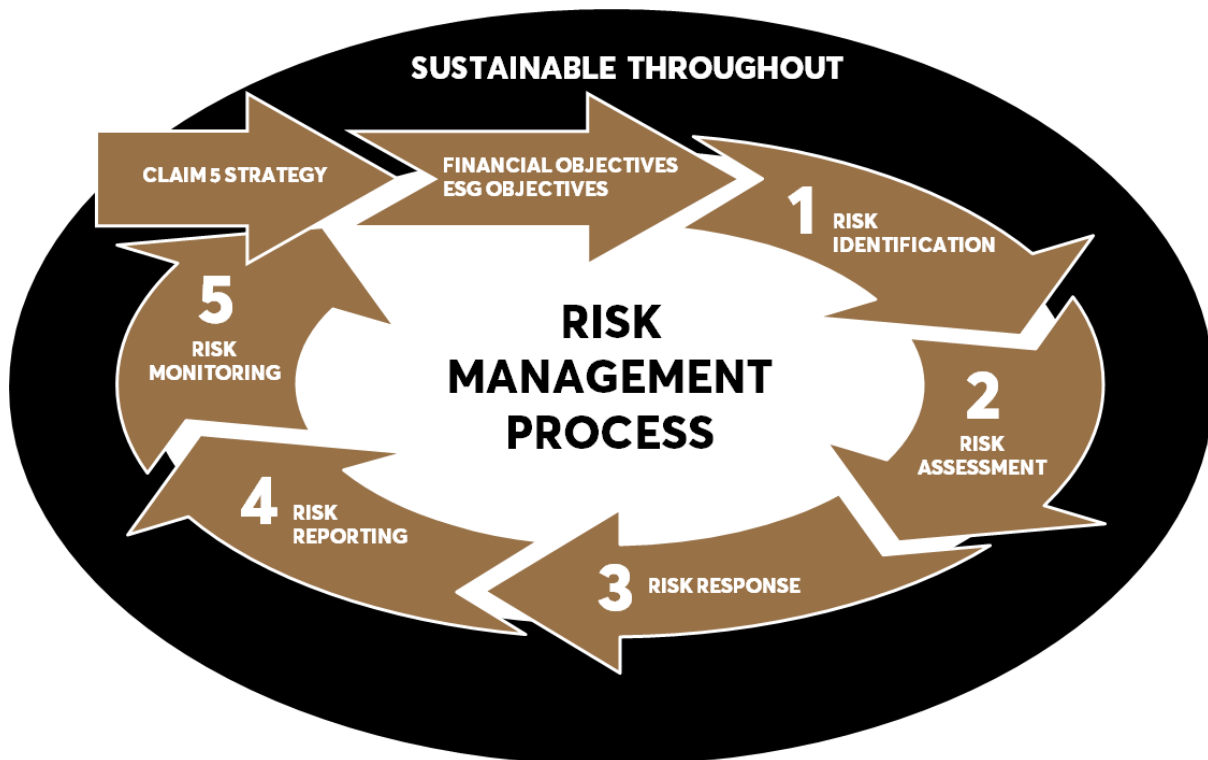 SUSTAINABLE THROUGHOUT
CLAIM 5 STRATEGY
FINANCIAL OBJECTIVES
ESG OBJECTIVES
1 RISK
IDENTIFICATION
2
RISK
ASSESSMENT
3 RISK RESPONSE
4 RISK
REPORTING
5
RISK
MONITORING
RISK
MANAGEMENT
PROCESS